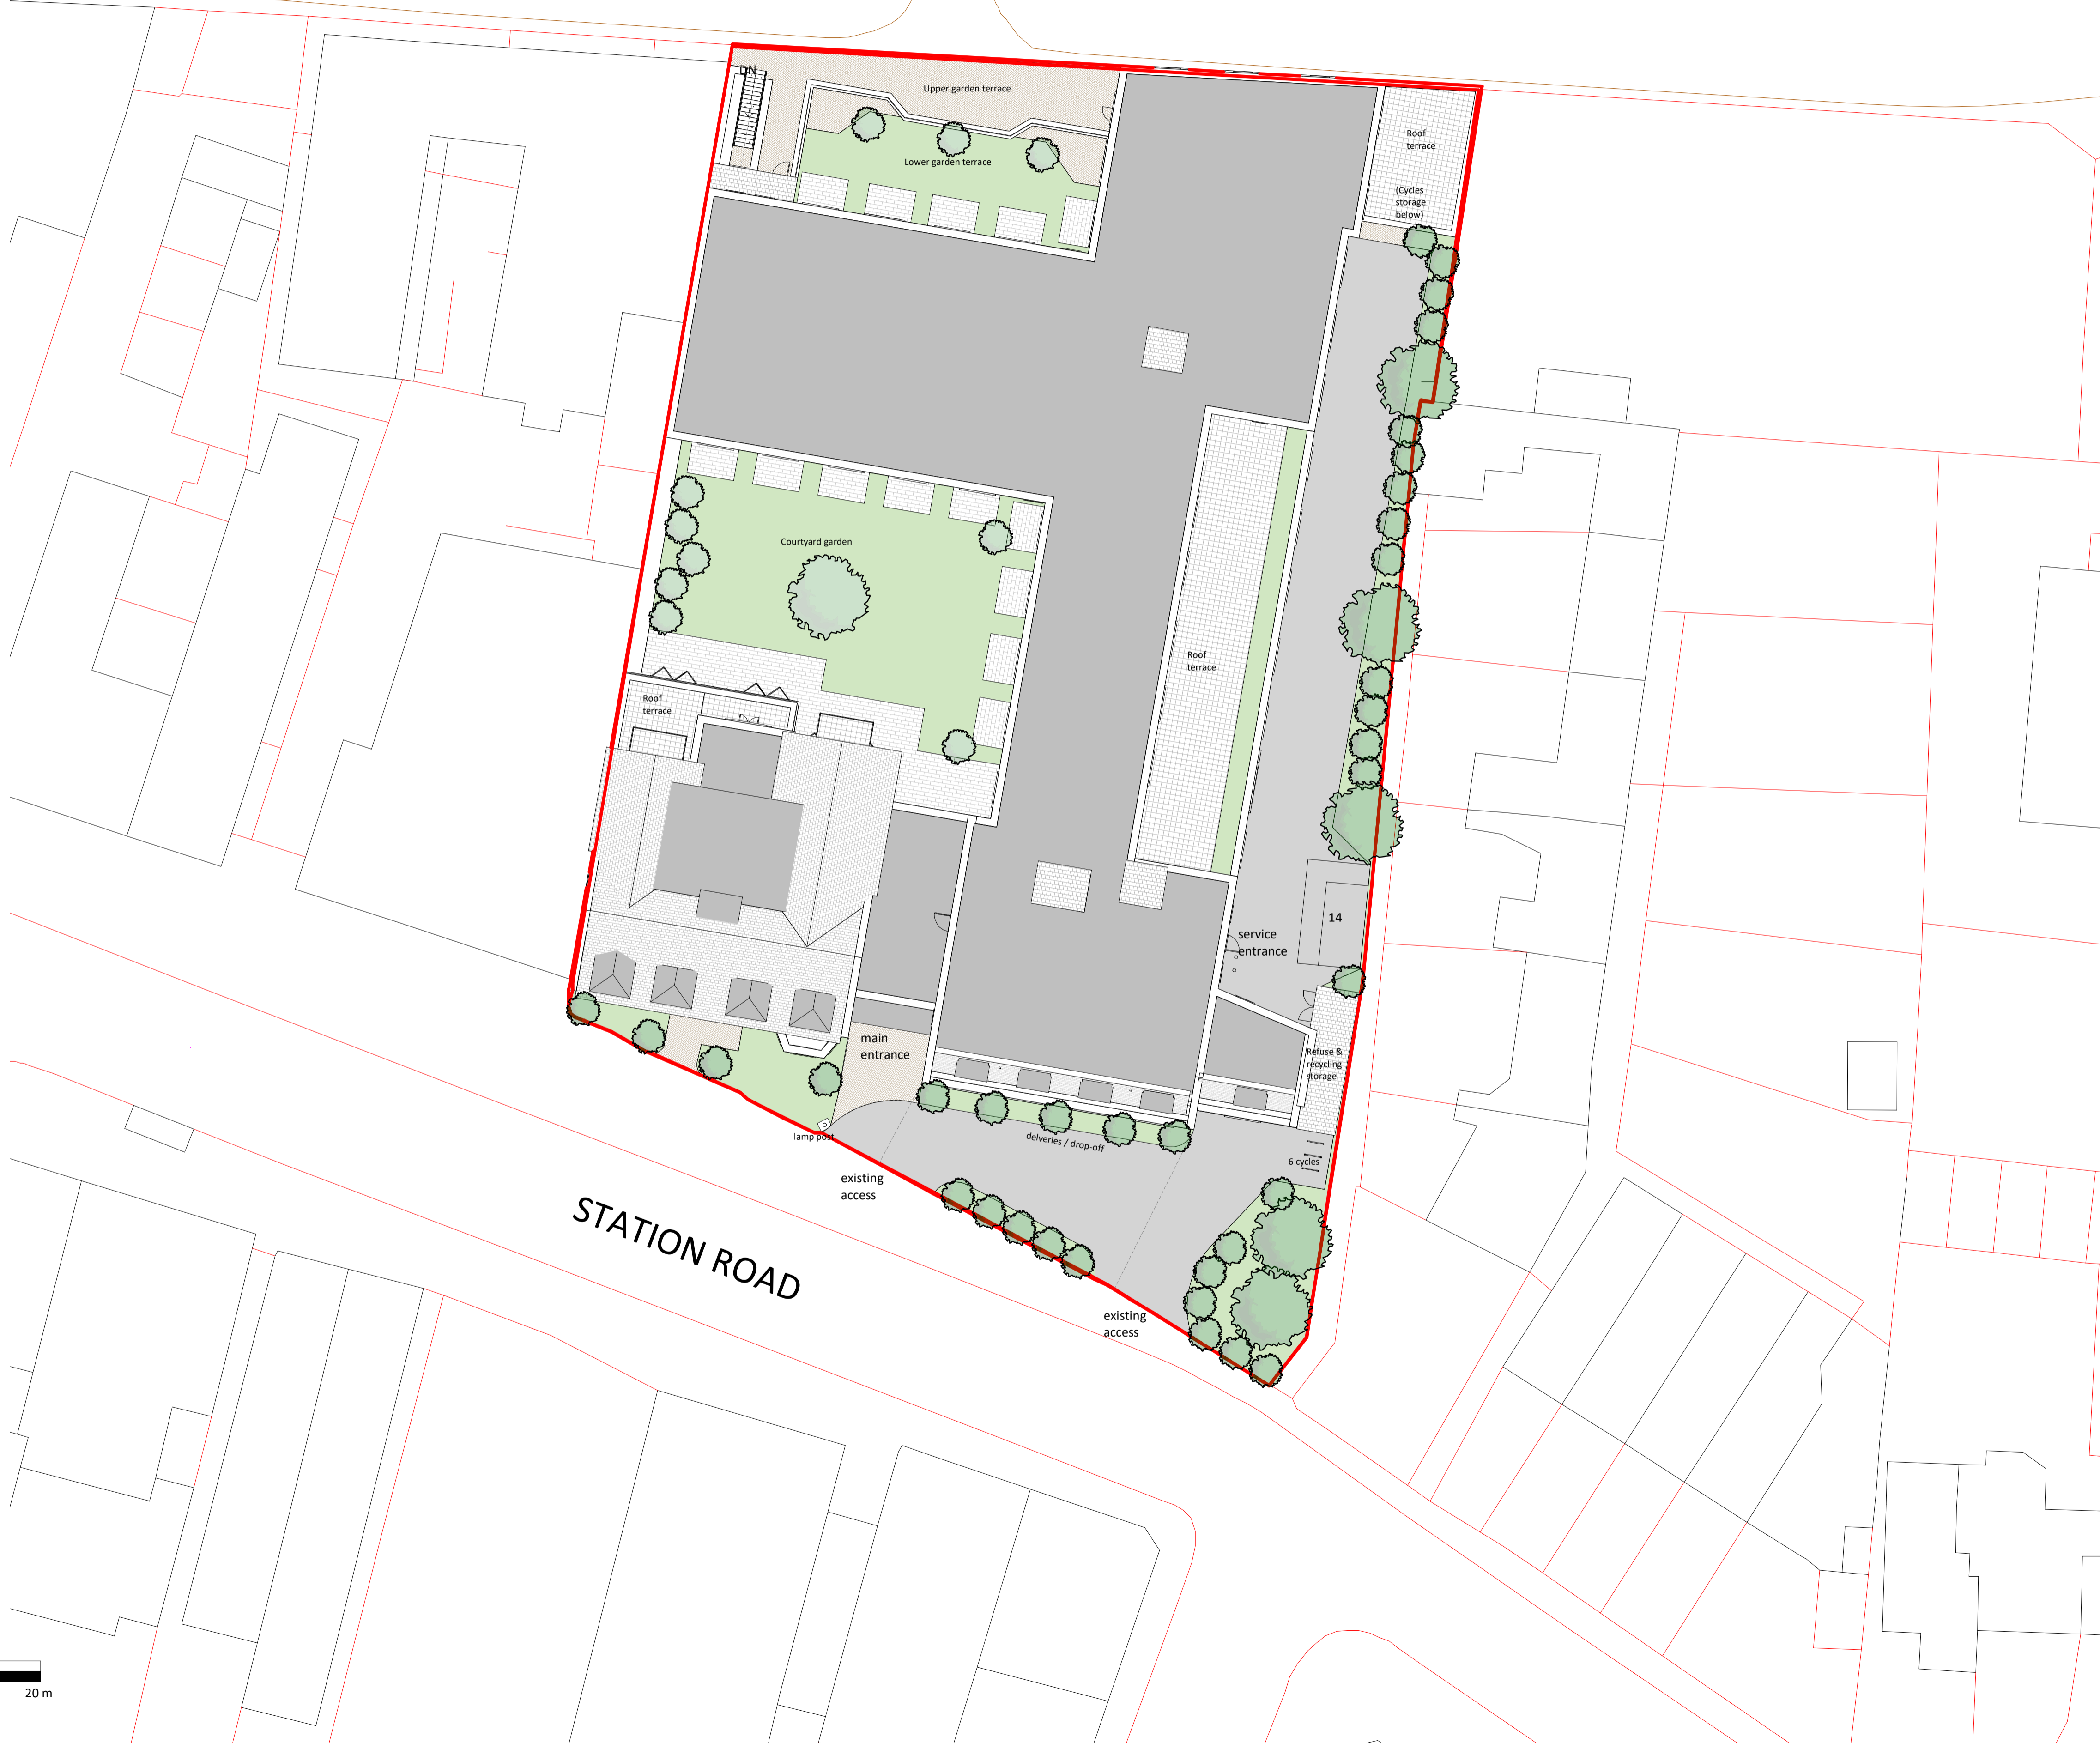 DN
Upper garden terrace
Roof
terrace
Lower garden terrace
(Cycles
storage
below)
Courtyard garden
Roof
terrace
Roof
terrace
14
service
entrance
main
entrance
Refuse &
recycling
storage
lamp post
delveries / drop-off
6 cycles
existing
access
STATION ROAD
existing
access
20 m